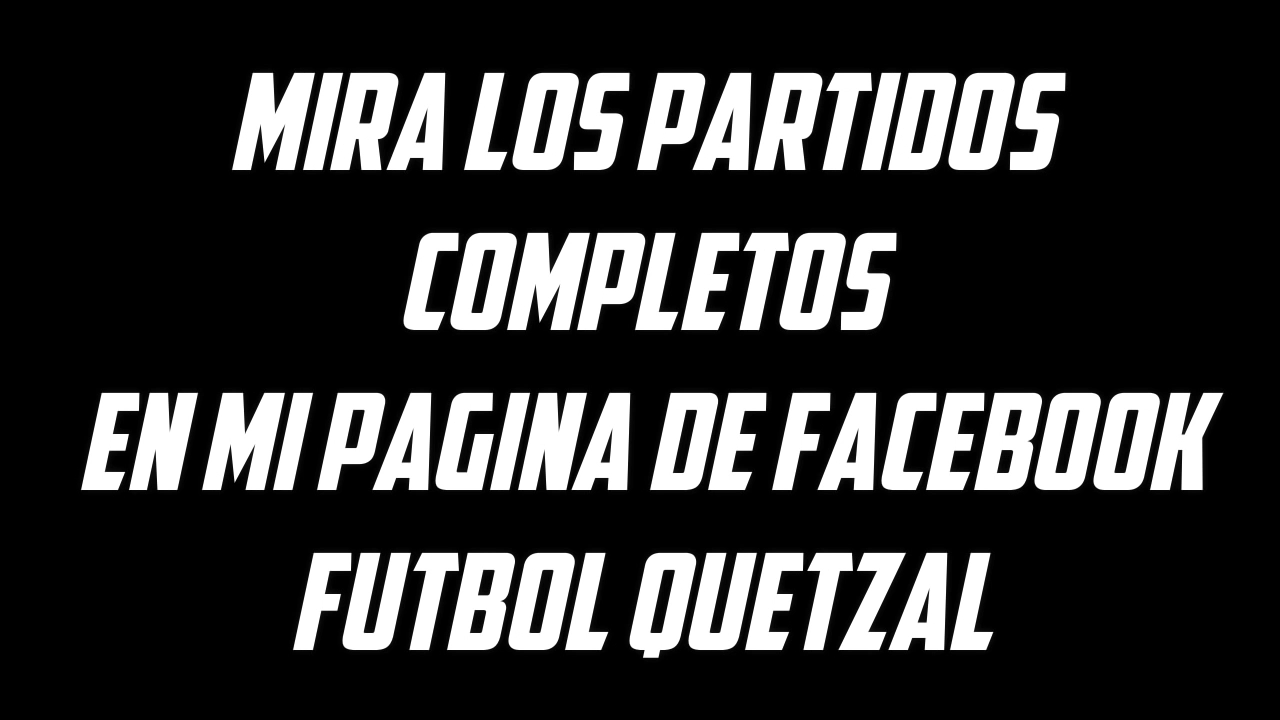 MIRA LOS PARTIDOS
COMPLETOS
EN MI PAGINA DE FACEBOOK
FUTBOL QUETZAL